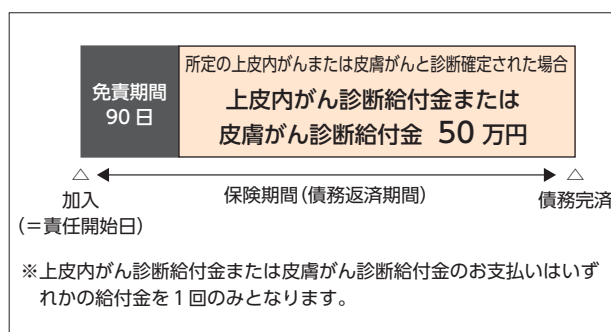 所定の上皮内がんまたは皮膚がんと診断確定された場合
免責期間
90日
上皮内がん診断給付金または
皮膚がん診断給付金 50万円
加入
(=責任開始日)
保険期間(債務返済期間)
債務完済
※上皮内がん診断給付金または皮膚がん診断給付金のお支払いはいず
れかの給付金を1回のみとなります。